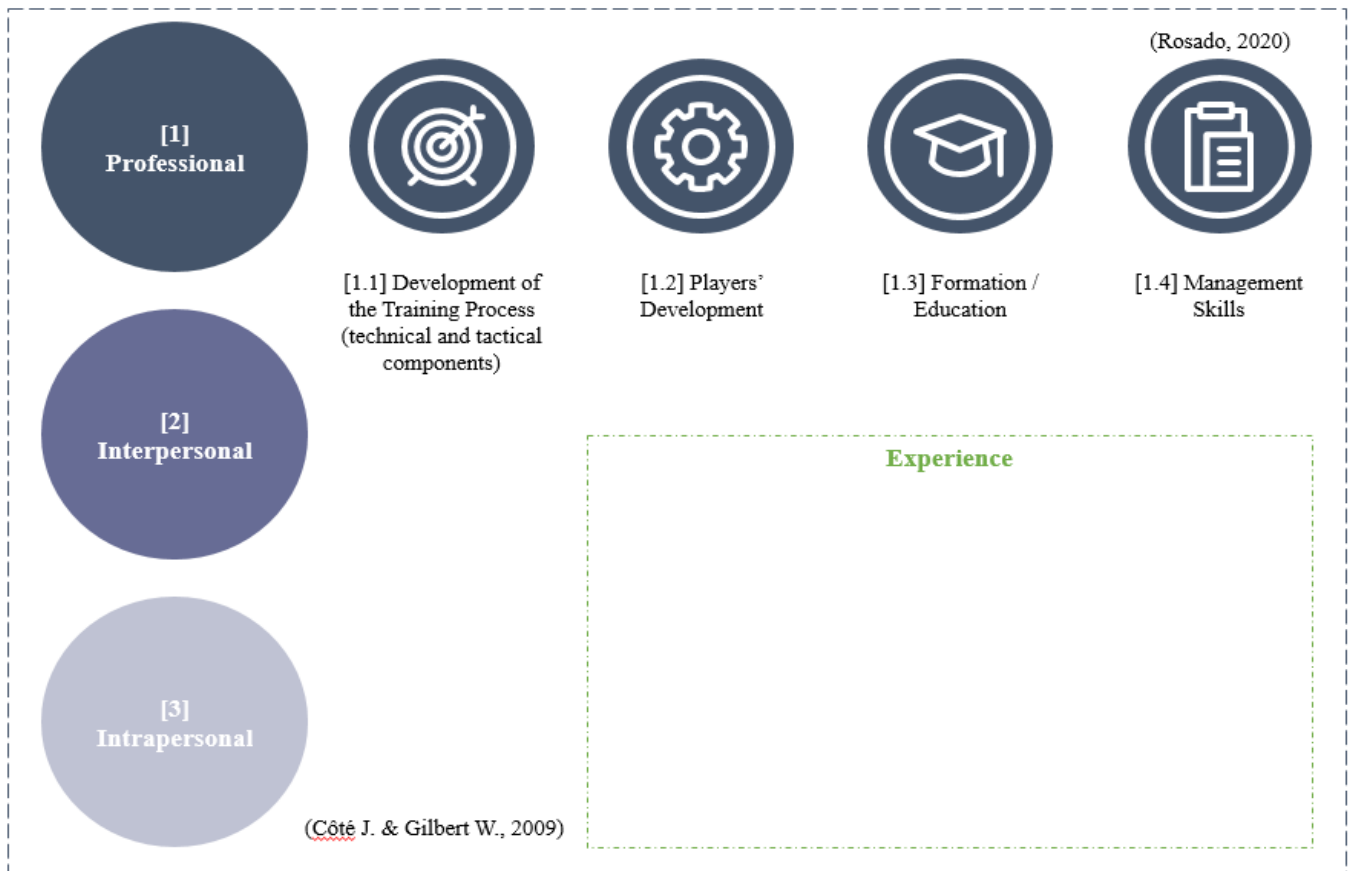 (Rosado, 2020)
[1]
Professional
[1.1] Development of
the Training Process
(technical and tactical
components)
[1.2] Players’
Development
[1.3] Formation /
Education
[1.4] Management
Skills
[2]
Interpersonal
Experience
[3]
Intrapersonal
(Côté J. & Gilbert W., 2009)